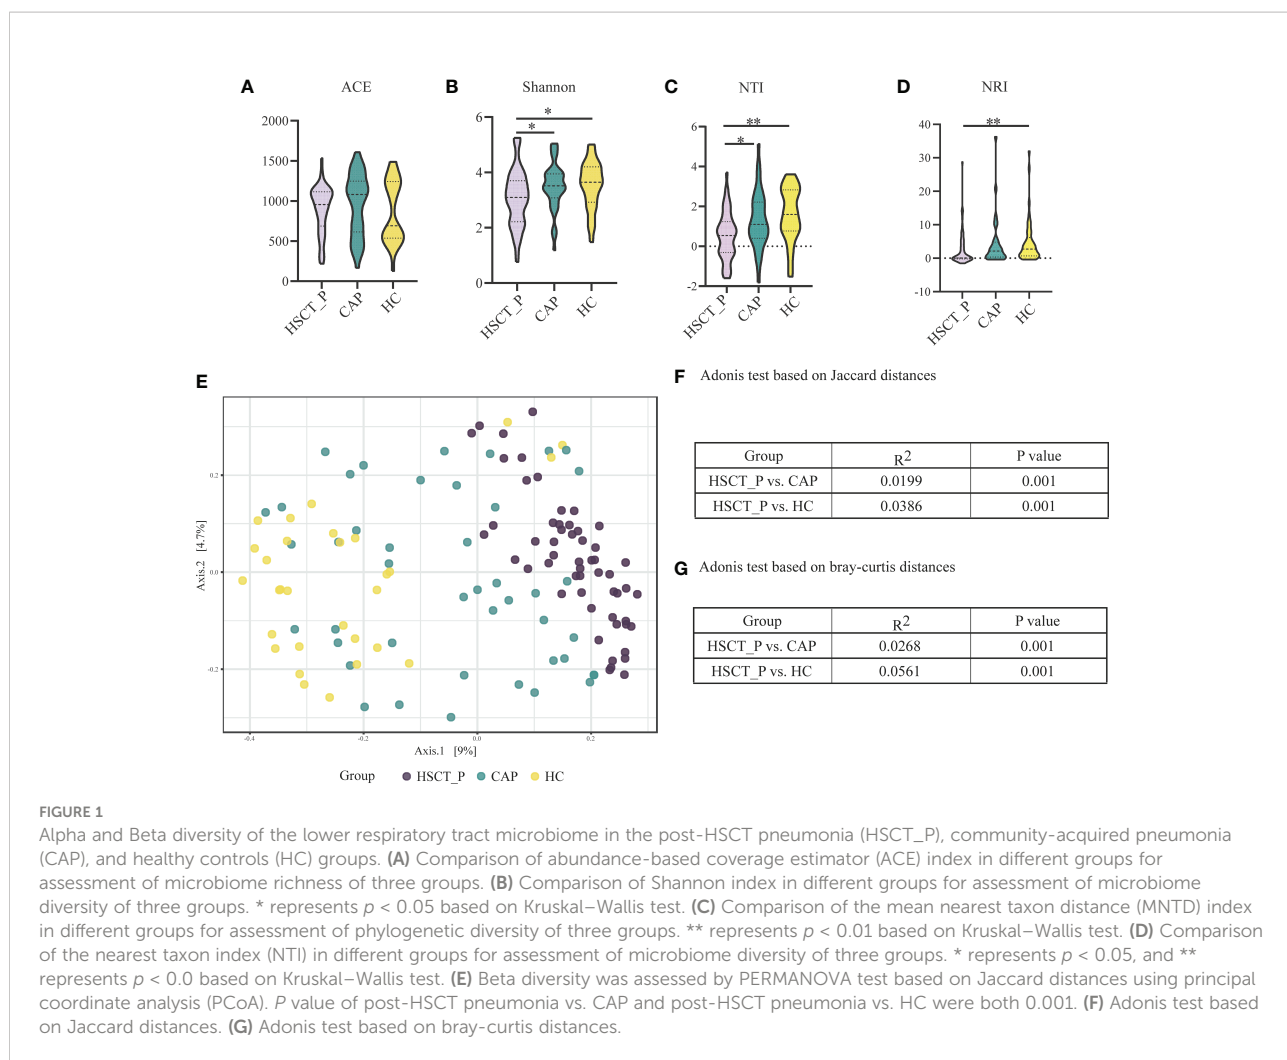 A ACE
2000
1500
1000
500
0
HSCT_P CAP HC
B Shannon
6
4
2
0
* *
HSCT_P CAP HC
C NTI
6
4
2
0
-2
** *
HSCT_P CAP HC
D NRI
40
30
20
10
0
-10
**
HSCT_P CAP HC
E
Axis.2 [4.7%]
0.2
0.0
-0.2
-0.4 -0.2 0.0 0.2
Axis.1 [9%]
Group HSCT_P CAP HC
F Adonis test based on Jaccard distances
Group R2 P value
HSCT_P vs. CAP 0.0199 0.001
HSCT_P vs. HC 0.0386 0.001
G Adonis test based on bray-curtis distances
Group R2 P value
HSCT_P vs. CAP 0.0268 0.001
HSCT_P vs. HC 0.0561 0.001
FIGURE 1
Alpha and Beta diversity of the lower respiratory tract microbiome in the post-HSCT pneumonia (HSCT_P), community-acquired pneumonia
(CAP), and healthy controls (HC) groups. (A) Comparison of abundance-based coverage estimator (ACE) index in different groups for
assessment of microbiome richness of three groups. (B) Comparison of Shannon index in different groups for assessment of microbiome
diversity of three groups. * represents p < 0.05 based on Kruskal–Wallis test. (C) Comparison of the mean nearest taxon distance (MNTD) index
in different groups for assessment of phylogenetic diversity of three groups. ** represents p < 0.01 based on Kruskal–Wallis test. (D) Comparison
of the nearest taxon index (NTI) in different groups for assessment of microbiome diversity of three groups. * represents p < 0.05, and **
represents p < 0.0 based on Kruskal–Wallis test. (E) Beta diversity was assessed by PERMANOVA test based on Jaccard distances using principal
coordinate analysis (PCoA). P value of post-HSCT pneumonia vs. CAP and post-HSCT pneumonia vs. HC were both 0.001. (F) Adonis test based
on Jaccard distances. (G) Adonis test based on bray-curtis distances.